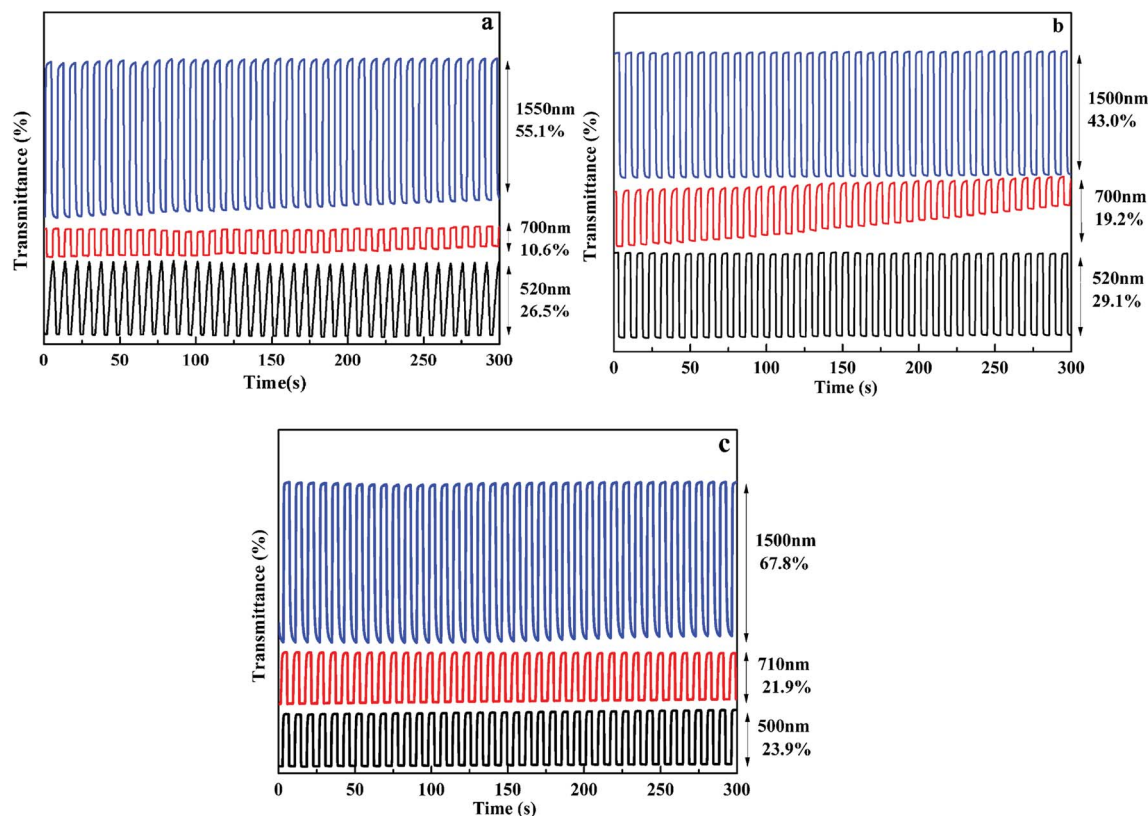 a
Transmittance (%)
1550nm
55.1%
700nm
10.6%
520nm
26.5%
0 50 100 150 200 250 300
Time(s)
b
Transmittance (%)
1500nm
43.0%
700nm
19.2%
520nm
29.1%
0 50 100 150 200 250 300
Time (s)
c
Transmittance (%)
1500nm
67.8%
710nm
21.9%
500nm
23.9%
0 50 100 150 200 250 300
Time (s)